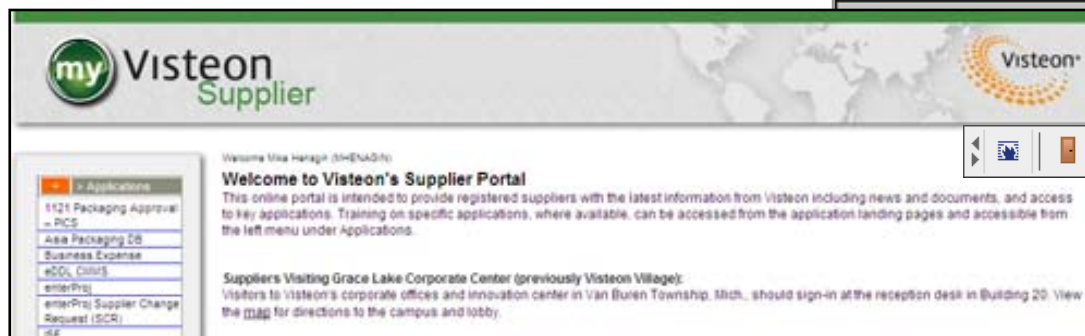 my Visteon
Supplier
Visteon
Welcome Mike Henagin (MHENAGIN)
Welcome to Visteon's Supplier Portal
This online portal is intended to provide registered suppliers with the latest information from Visteon including news and documents, and access
to key applications. Training on specific applications, where available, can be accessed from the application landing pages and accessible from
the left menu under Applications.
Suppliers Visiting Grace Lake Corporate Center (previously Visteon Village):
Visitors to Visteon's corporate offices and innovation center in Van Buren Township, Mich., should sign-in at the reception desk in Building 20. View
the map for directions to the campus and lobby.
> Applications
1121 Packaging Approval
– PICS
Asia Packaging DB
Business Expense
eDDL CWMS
enterProj
enterProj Supplier Change
Request (SCR)